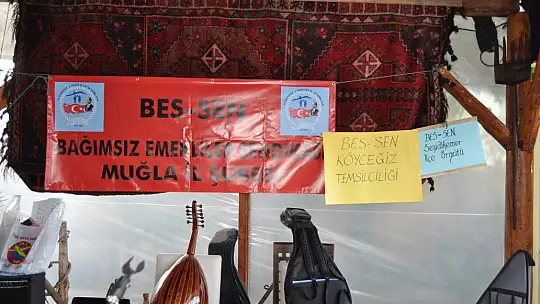 BES-SEN
BAĞIMSIZ EMEKLİLER SENDİKASI
MUĞLA İL ŞUBESİ
BES-SEN
KÖYCEĞİZ
TEMSİLCİLİĞİ
BES-SEN
Seydikemer
İlçe Örgütü